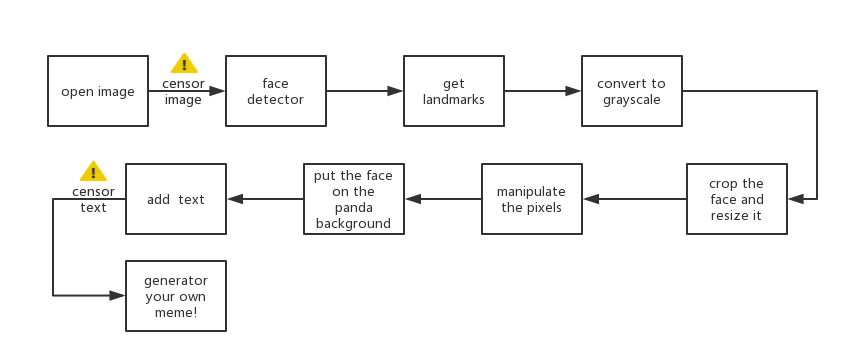 open image
!
censor
image
face
detector
get
landmarks
convert to
grayscale
crop the
face and
resize it
manipulate
the pixels
put the face
on the
panda
background
add  text
!
censor
text
generator
your own
meme!